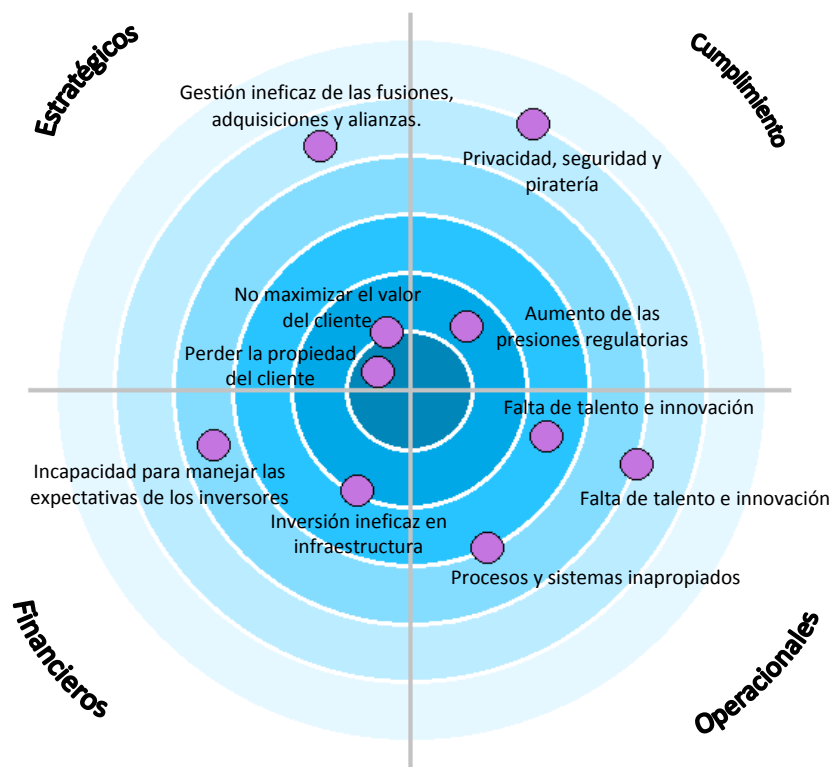 Estratégicos
Cumplimiento
Gestión ineficaz de las fusiones,
adquisiciones y alianzas.
Privacidad, seguridad y
piratería
No maximizar el valor
del cliente
Aumento de las
presiones regulatorias
Perder la propiedad
del cliente
Falta de talento e innovación
Incapacidad para manejar las
expectativas de los inversores
Falta de talento e innovación
Inversión ineficaz en
infraestructura
Procesos y sistemas inapropiados
Financieros
Operacionales